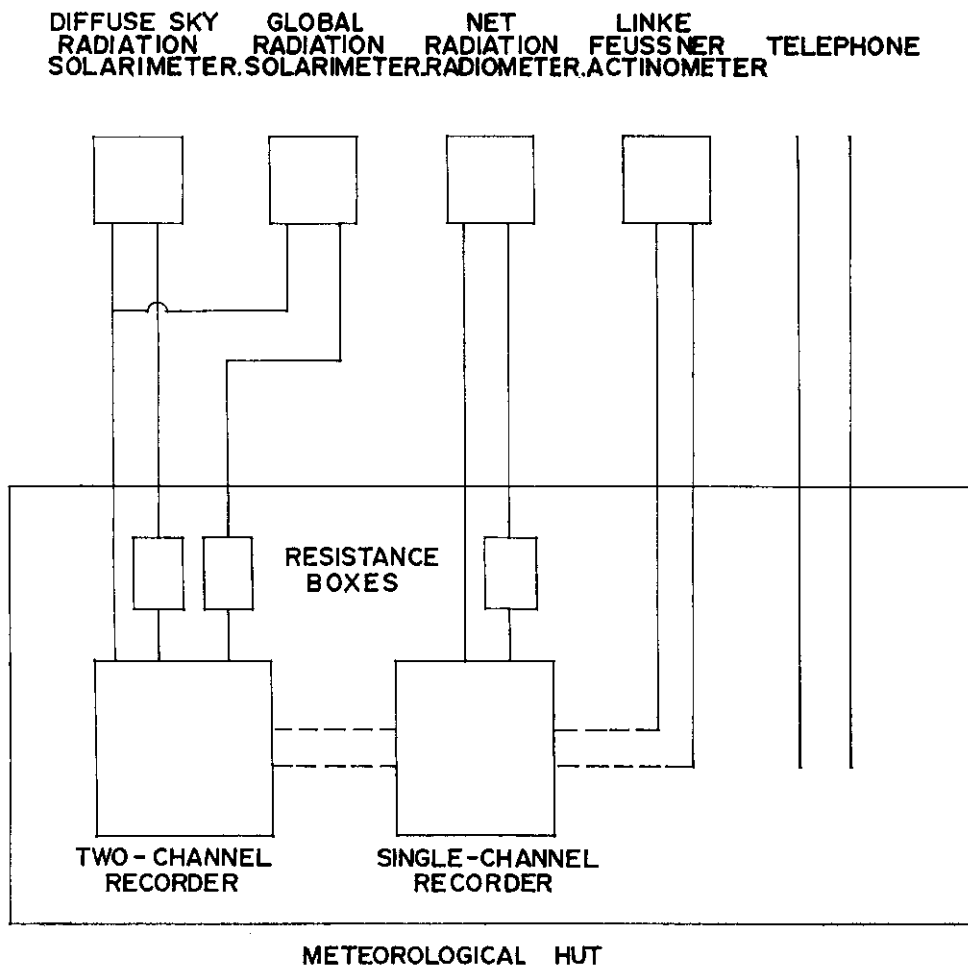 DIFFUSE SKY
RADIATION
SOLARIMETER.
GLOBAL
RADIATION
SOLARIMETER.
NET
RADIATION
RADIOMETER.
LINKE
FEUSSNER
ACTINOMETER
TELEPHONE
RESISTANCE
BOXES
TWO-CHANNEL
RECORDER
SINGLE-CHANNEL
RECORDER
METEOROLOGICAL HUT